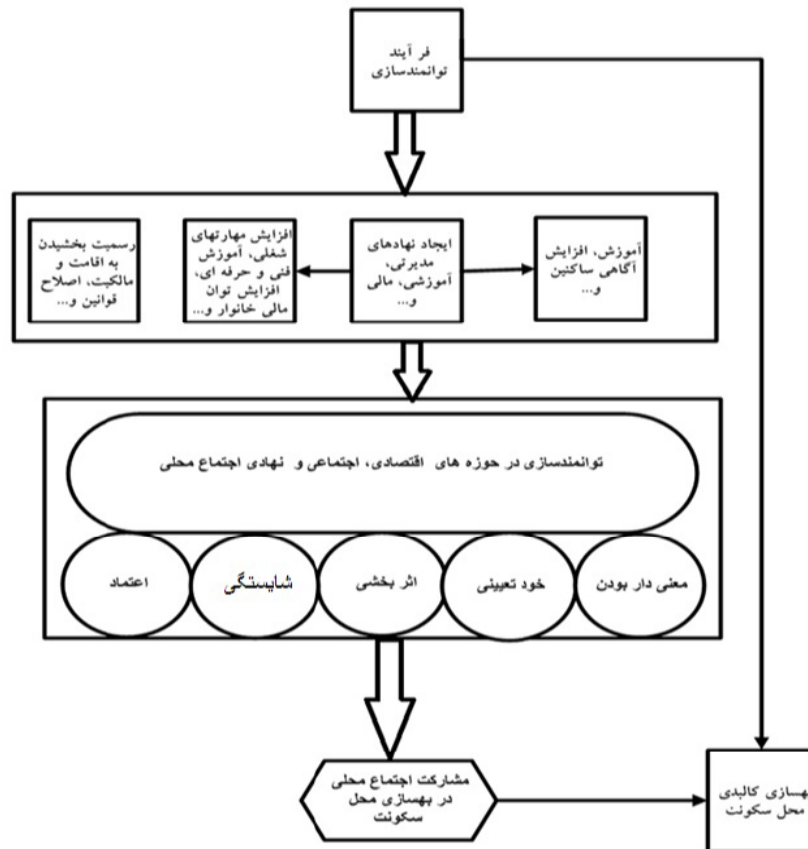 فر آیند
توانمندسازی
آموزش، افزایش
آگاهی ساکنین
و...
ایجاد نهادهای
مدیرتی،
آموزشی، مالی
و...
افزایش مهارتهای
شغلی، آموزش
فنی و حرفه ای،
افزایش توان
مالی خانوار و...
رسمیت بخشیدن
به اقامت و
مالکیت، اصلاح
قوانین و...
توانمندسازی در حوزه های اقتصادی، اجتماعی و نهادی اجتماع محلی
معنی دار بودن
خود تعیینی
اثر بخشی
شایستگی
اعتماد
مشارکت اجتماع محلی
در بهسازی محل
سکونت
بهسازی کالبدی
محل سکونت